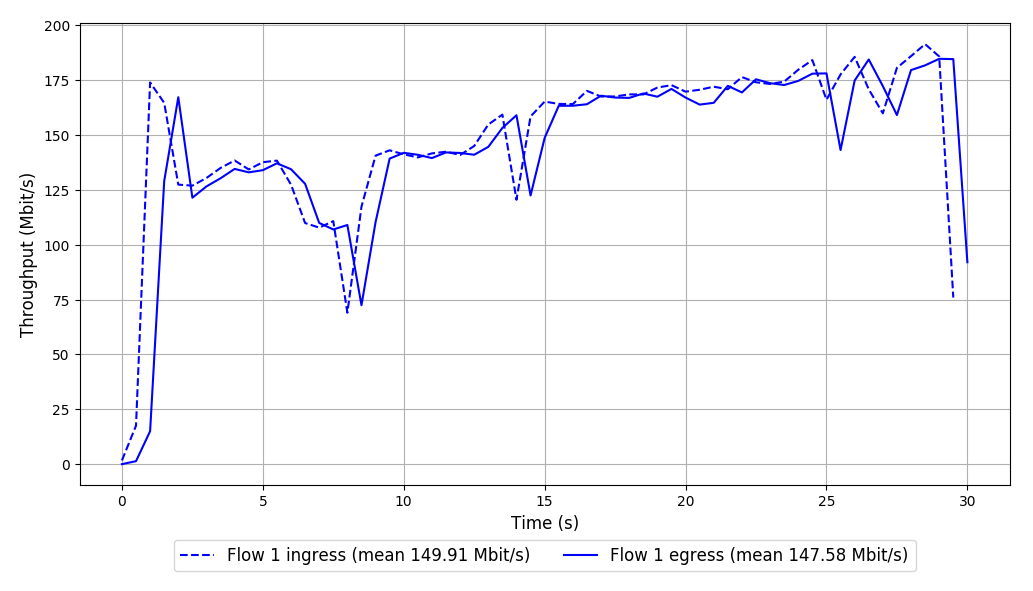 200
175
150
125
100
75
50
25
0
Throughput (Mbit/s)
0 5 10 15 20 25 30
Time (s)
Flow 1 ingress (mean 149.91 Mbit/s) Flow 1 egress (mean 147.58 Mbit/s)